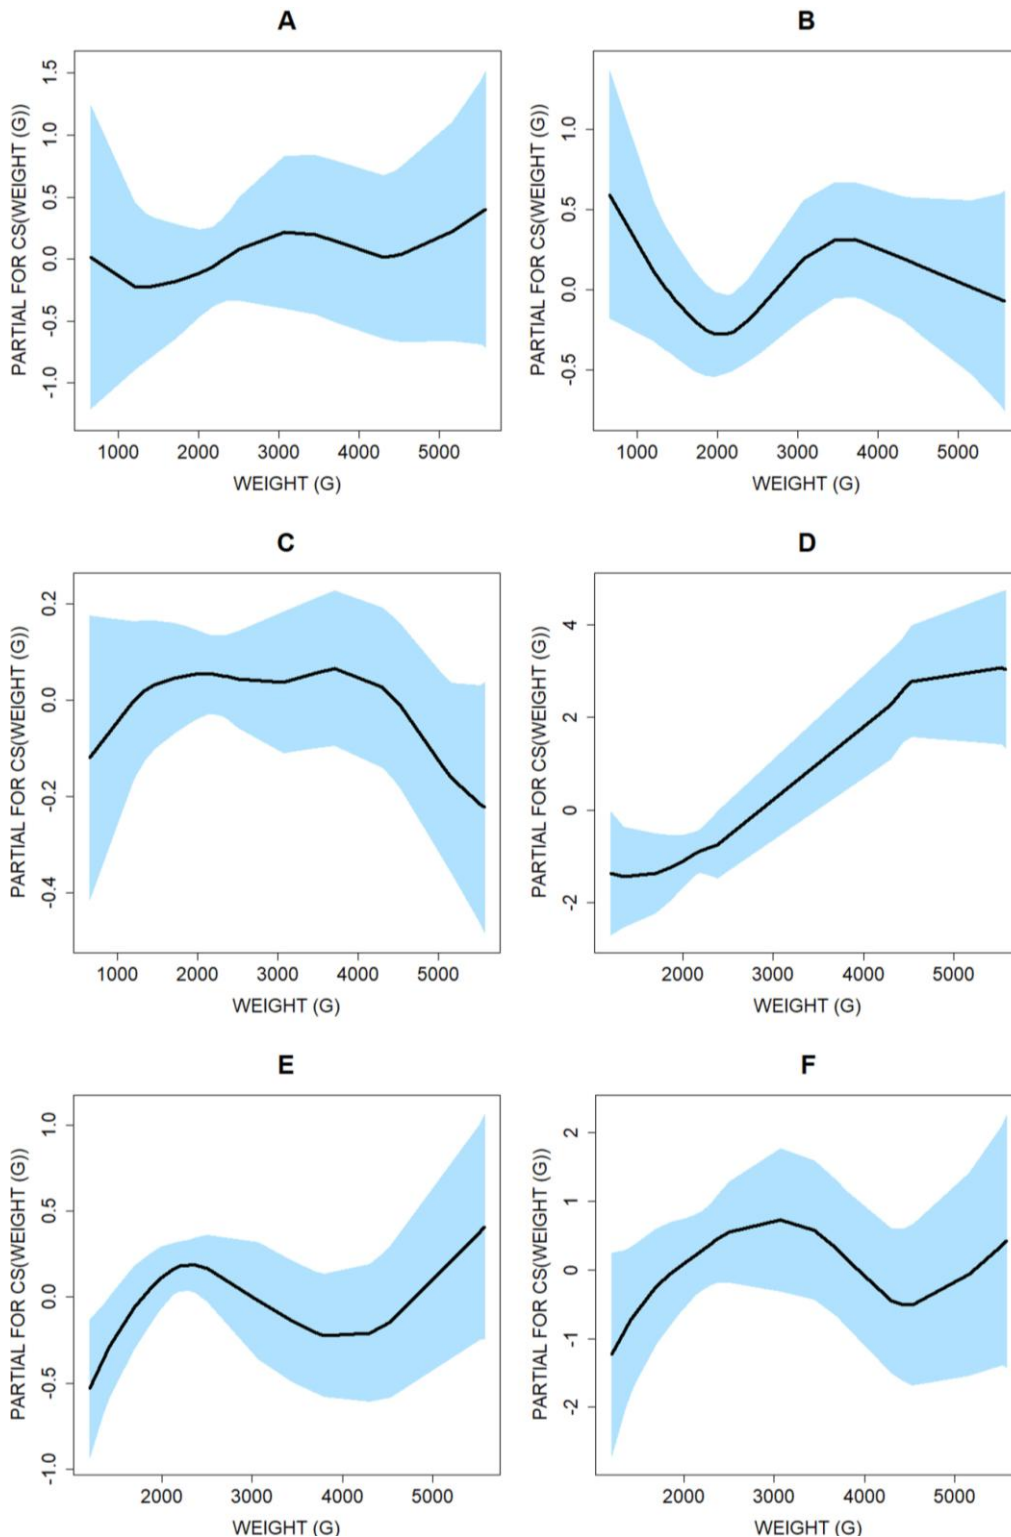 A
PARTIAL FOR CS(WEIGHT (G))
1.5
1.0
0.5
0.0
-0.5
-1.0
1000 2000 3000 4000 5000
WEIGHT (G)
B
PARTIAL FOR CS(WEIGHT (G))
1.0
0.5
0.0
-0.5
1000 2000 3000 4000 5000
WEIGHT (G)
C
PARTIAL FOR CS(WEIGHT (G))
0.2
0.0
-0.2
-0.4
1000 2000 3000 4000 5000
WEIGHT (G)
D
PARTIAL FOR CS(WEIGHT (G))
4
2
0
-2
2000 3000 4000 5000
WEIGHT (G)
E
PARTIAL FOR CS(WEIGHT (G))
1.0
0.5
0.0
-0.5
-1.0
2000 3000 4000 5000
WEIGHT (G)
F
PARTIAL FOR CS(WEIGHT (G))
2
1
0
-1
-2
2000 3000 4000 5000
WEIGHT (G)